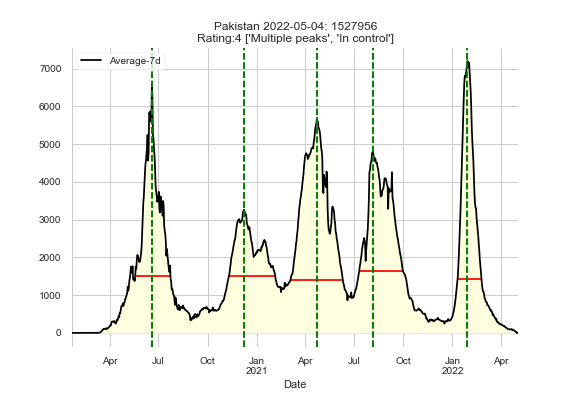 Pakistan 2022-05-04: 1527956
Rating:4 ['Multiple peaks', 'In control']
Average-7d
7000
6000
5000
4000
3000
2000
1000
0
Apr Jul Oct Jan Apr Jul Oct Jan Apr
2021 2022
Date